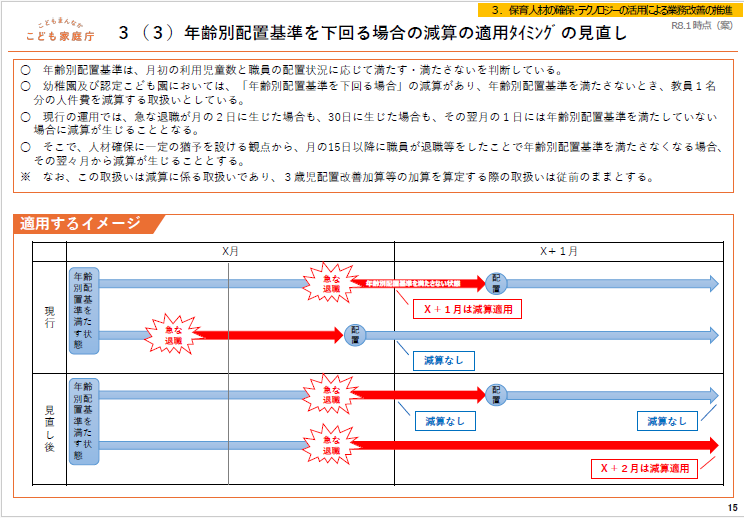 ３．保育人材の確保・テクノロジーの活用による業務改善の推進
こどもまんなか
こども家庭庁
３（３）年齢別配置基準を下回る場合の減算の適用ﾀｲﾐﾝｸﾞの見直し
R8.1時点（案）
○　年齢別配置基準は、月初の利用児童数と職員の配置状況に応じて満たす・満たさないを判断している。
○　幼稚園及び認定こども園においては、「年齢別配置基準を下回る場合」の減算があり、年齢別配置基準を満たさないとき、教員１名
分の人件費を減算する取扱いとしている。
○　現行の運用では、急な退職が月の２日に生じた場合も、30日に生じた場合も、その翌月の１日には年齢別配置基準を満たしていない
場合に減算が生じることとなる。
○　そこで、人材確保に一定の猶予を設ける観点から、月の15日以降に職員が退職等をしたことで年齢別配置基準を満たさなくなる場合、
その翌々月から減算が生じることとする。
※　なお、この取扱いは減算に係る取扱いであり、３歳児配置改善加算等の加算を算定する際の取扱いは従前のままとする。
適用するイメージ
X月
X＋１月
現行
年齢別配置基準を満たす状態
急な
退職
年齢別配置基準を満たさない状態
配置
X＋１月は減算適用
急な
退職
配置
減算なし
見直し後
年齢別配置基準を満たす状態
急な
退職
配置
減算なし
減算なし
急な
退職
X＋２月は減算適用
15